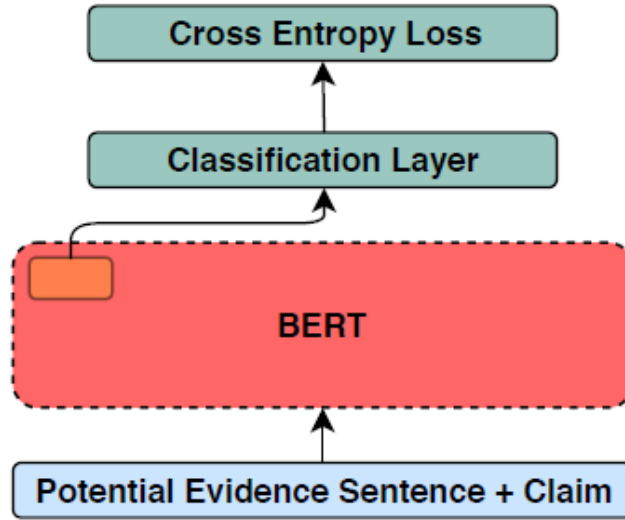 Cross Entropy Loss
Classification Layer
BERT
Potential Evidence Sentence + Claim